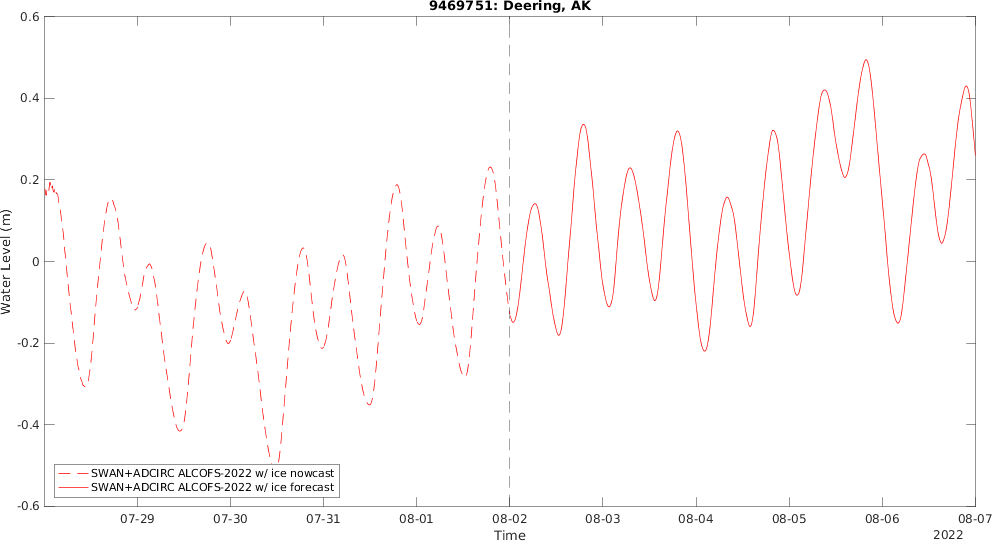 9469751: Deering, AK
0.6
0.4
0.2
0
-0.2
-0.4
-0.6
Water Level (m)
SWAN+ADCIRC ALCOFS-2022 w/ ice nowcast
SWAN+ADCIRC ALCOFS-2022 w/ ice forecast
07-29 07-30 07-31 08-01 08-02 08-03 08-04 08-05 08-06 08-07
Time
2022